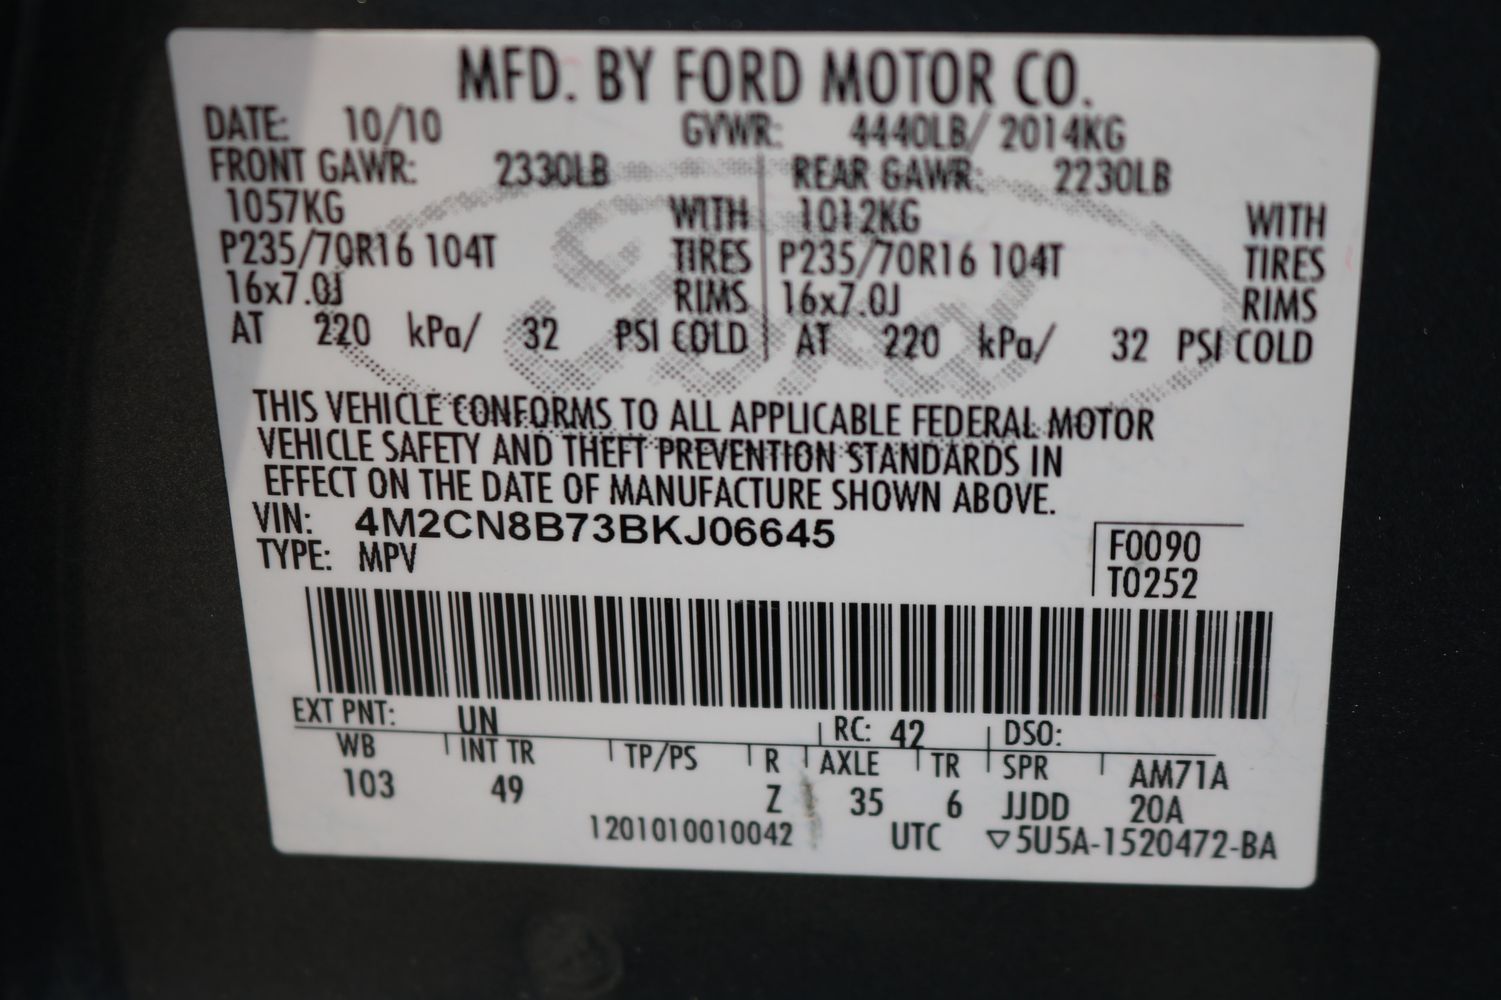 MFD. BY FORD MOTOR CO.
DATE: 10/10 GVWR: 4440LB/ 2014KG
FRONT GAWR: 2330LB REAR GAWR: 2230LB
1057KG WITH 1012KG WITH
P235/70R16 104T TIRES P235/70R16 104T TIRES
16x7.0J RIMS 16x7.0J RIMS
AT 220 kPa/ 32 PSI COLD AT 220 kPa/ 32 PSI COLD
Ford
THIS VEHICLE CONFORMS TO ALL APPLICABLE FEDERAL MOTOR
VEHICLE SAFETY AND THEFT PREVENTION STANDARDS IN
EFFECT ON THE DATE OF MANUFACTURE SHOWN ABOVE.
VIN: 4M2CN8B73BKJ06645 F0090
TYPE: MPV T0252
EXT PNT: UN RC: 42 DSO:
WB INT TR TP/PS R AXLE TR SPR AM71A
103 49 Z 35 6 JJDD 20A
1201010010042 UTC ▽5U5A-1520472-BA